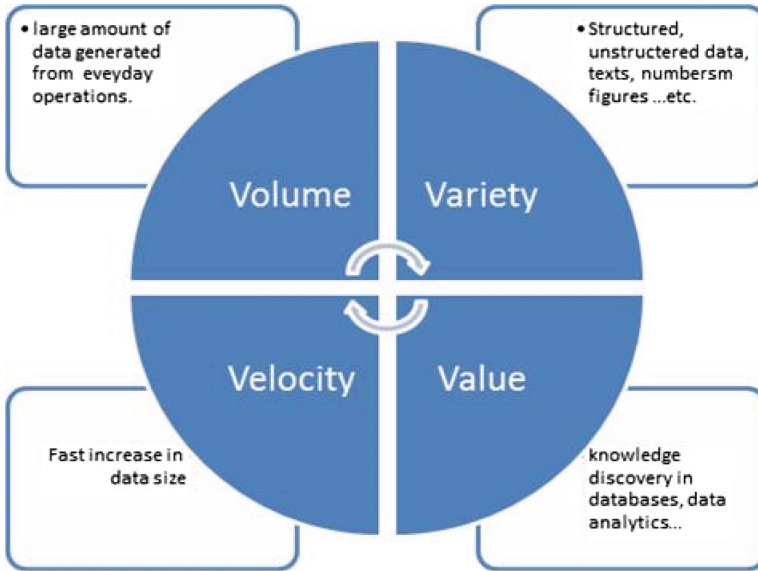 • large amount of
data generated
from eveyday
operations.
• Structured,
unstructered data,
texts, numbersm
figures ...etc.
Volume
Variety
Velocity
Value
Fast increase in
data size
• knowledge
discovery in
databases, data
analytics...